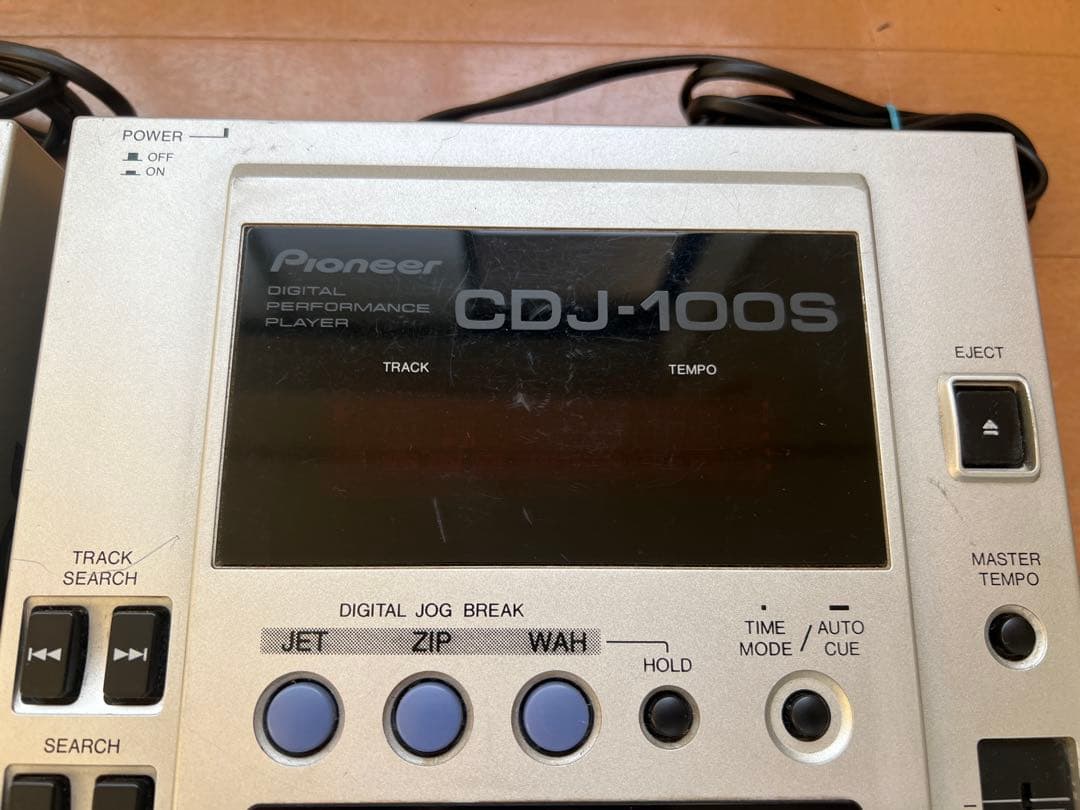 POWER
OFF
ON
Pioneer
DIGITAL
PERFORMANCE
PLAYER
CDJ-100S
TRACK
TEMPO
EJECT
TRACK
SEARCH
MASTER
TEMPO
DIGITAL JOG BREAK
JET ZIP WAH
HOLD
TIME
MODE / AUTO
CUE
SEARCH